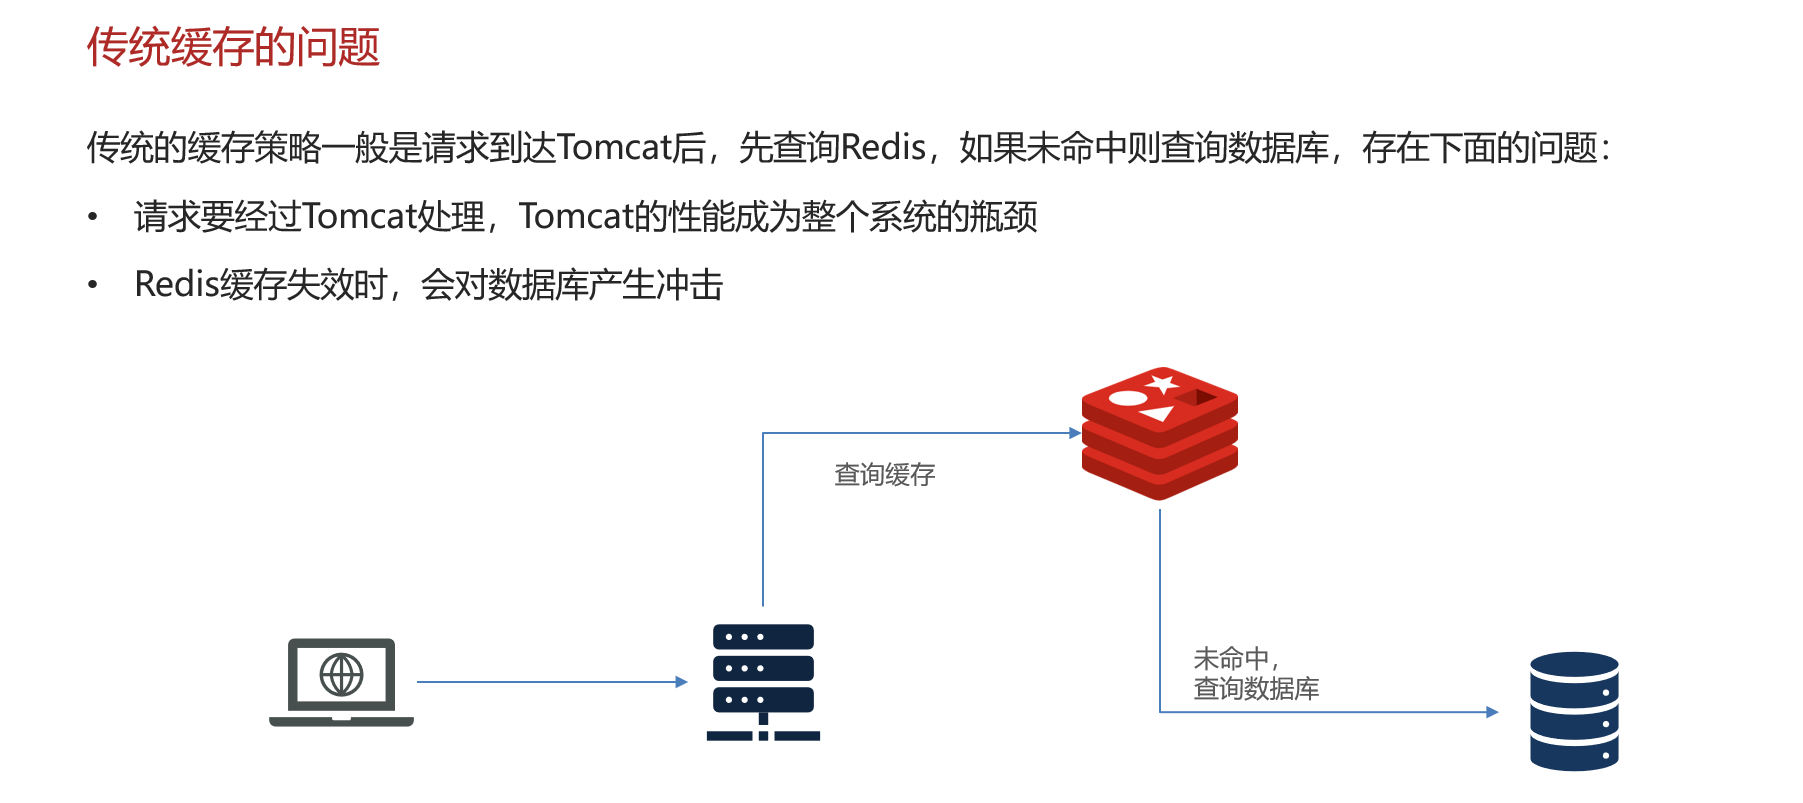 传统缓存的问题
传统的缓存策略一般是请求到达Tomcat后，先查询Redis，如果未命中则查询数据库，存在下面的问题：
• 请求要经过Tomcat处理，Tomcat的性能成为整个系统的瓶颈
• Redis缓存失效时，会对数据库产生冲击
查询缓存
未命中，
查询数据库